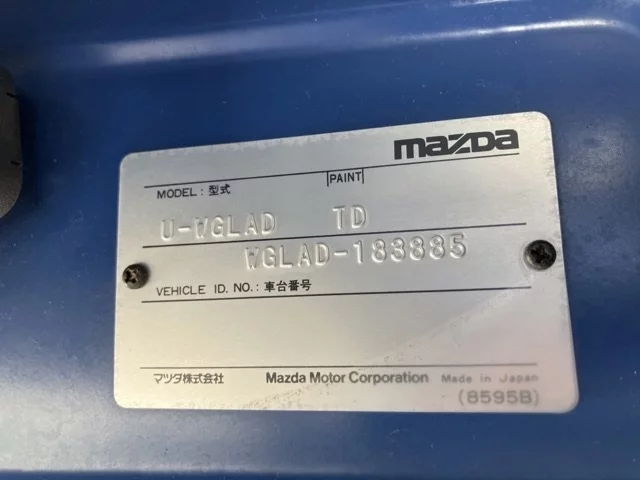 mazda
MODEL: 型式 PAINT
U-WGLAD TD
WGLAD-183885
VEHICLE ID. NO.: 車台番号
マツダ株式会社 Mazda Motor Corporation Made in Japan
(8595B)